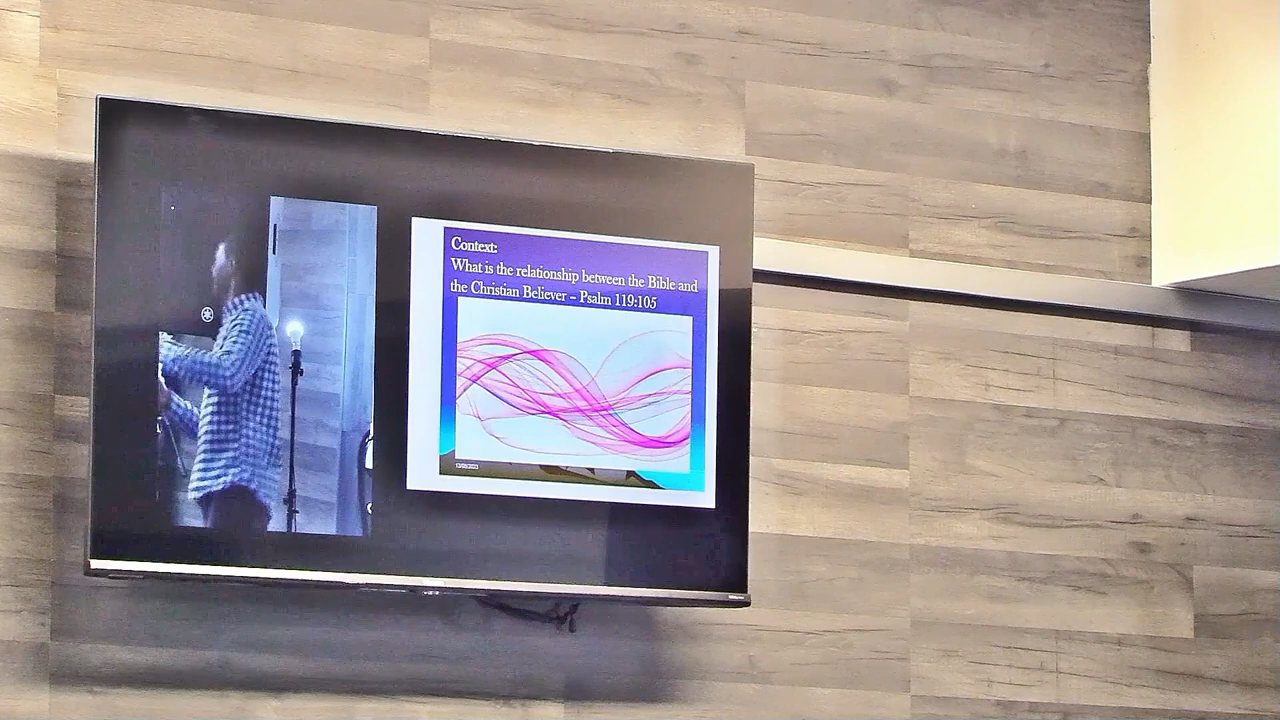 Context:
What is the relationship between the Bible and
the Christian Believer – Psalm 119:105